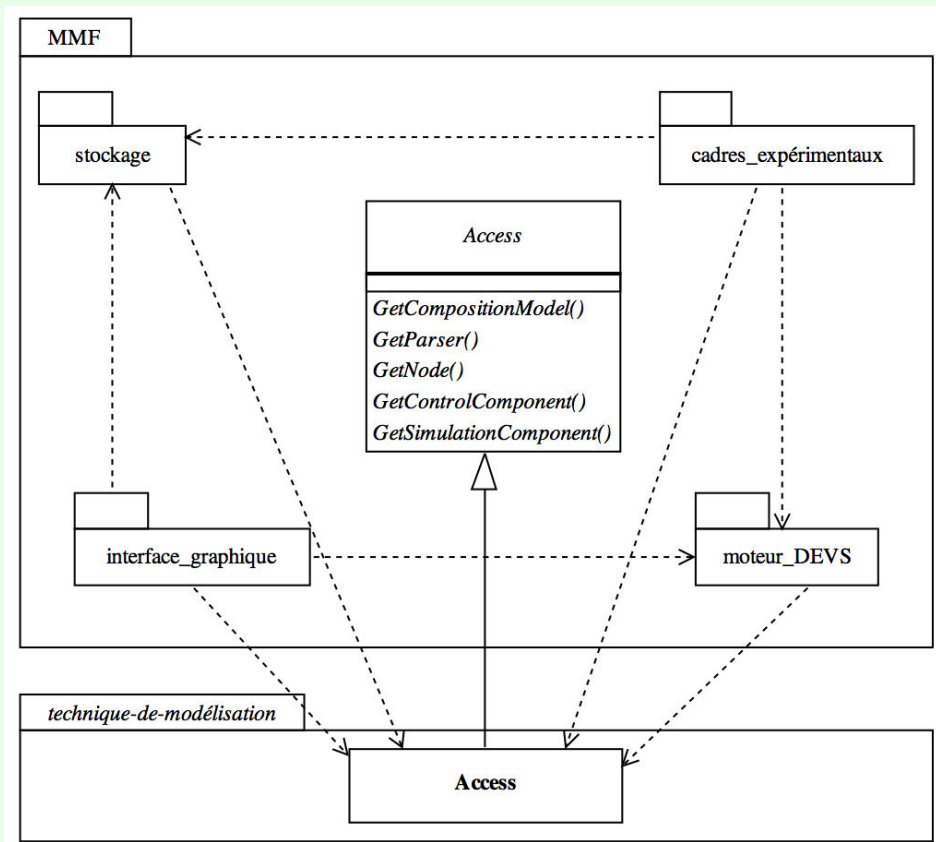 MMF
stockage
cadres_expérimentaux
Access
GetCompositionModel()
GetParser()
GetNode()
GetControlComponent()
GetSimulationComponent()
interface_graphique
moteur_DEVS
technique-de-modélisation
Access